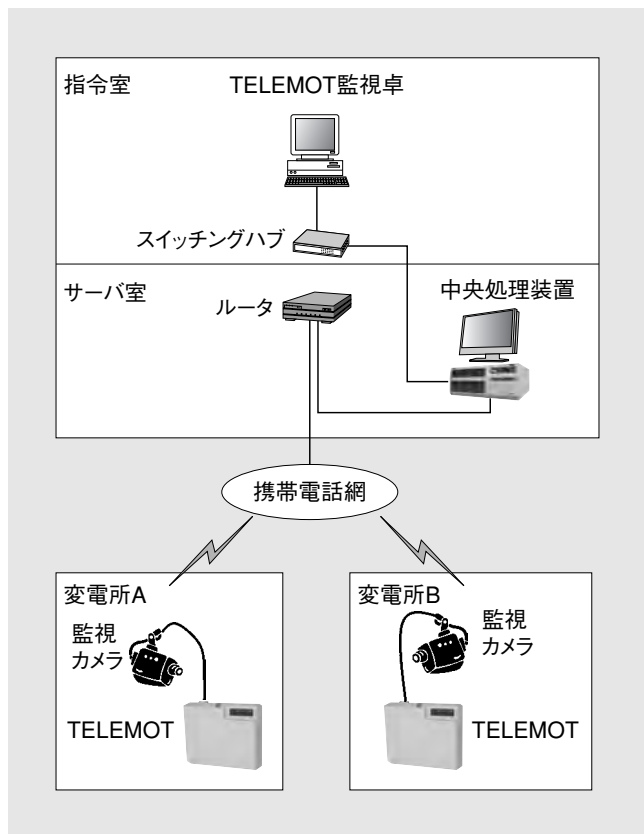 指令室
TELEMOT監視卓
スイッチングハブ
サーバ室
ルータ
中央処理装置
携帯電話網
変電所A
監視
カメラ
TELEMOT
変電所B
監視
カメラ
TELEMOT